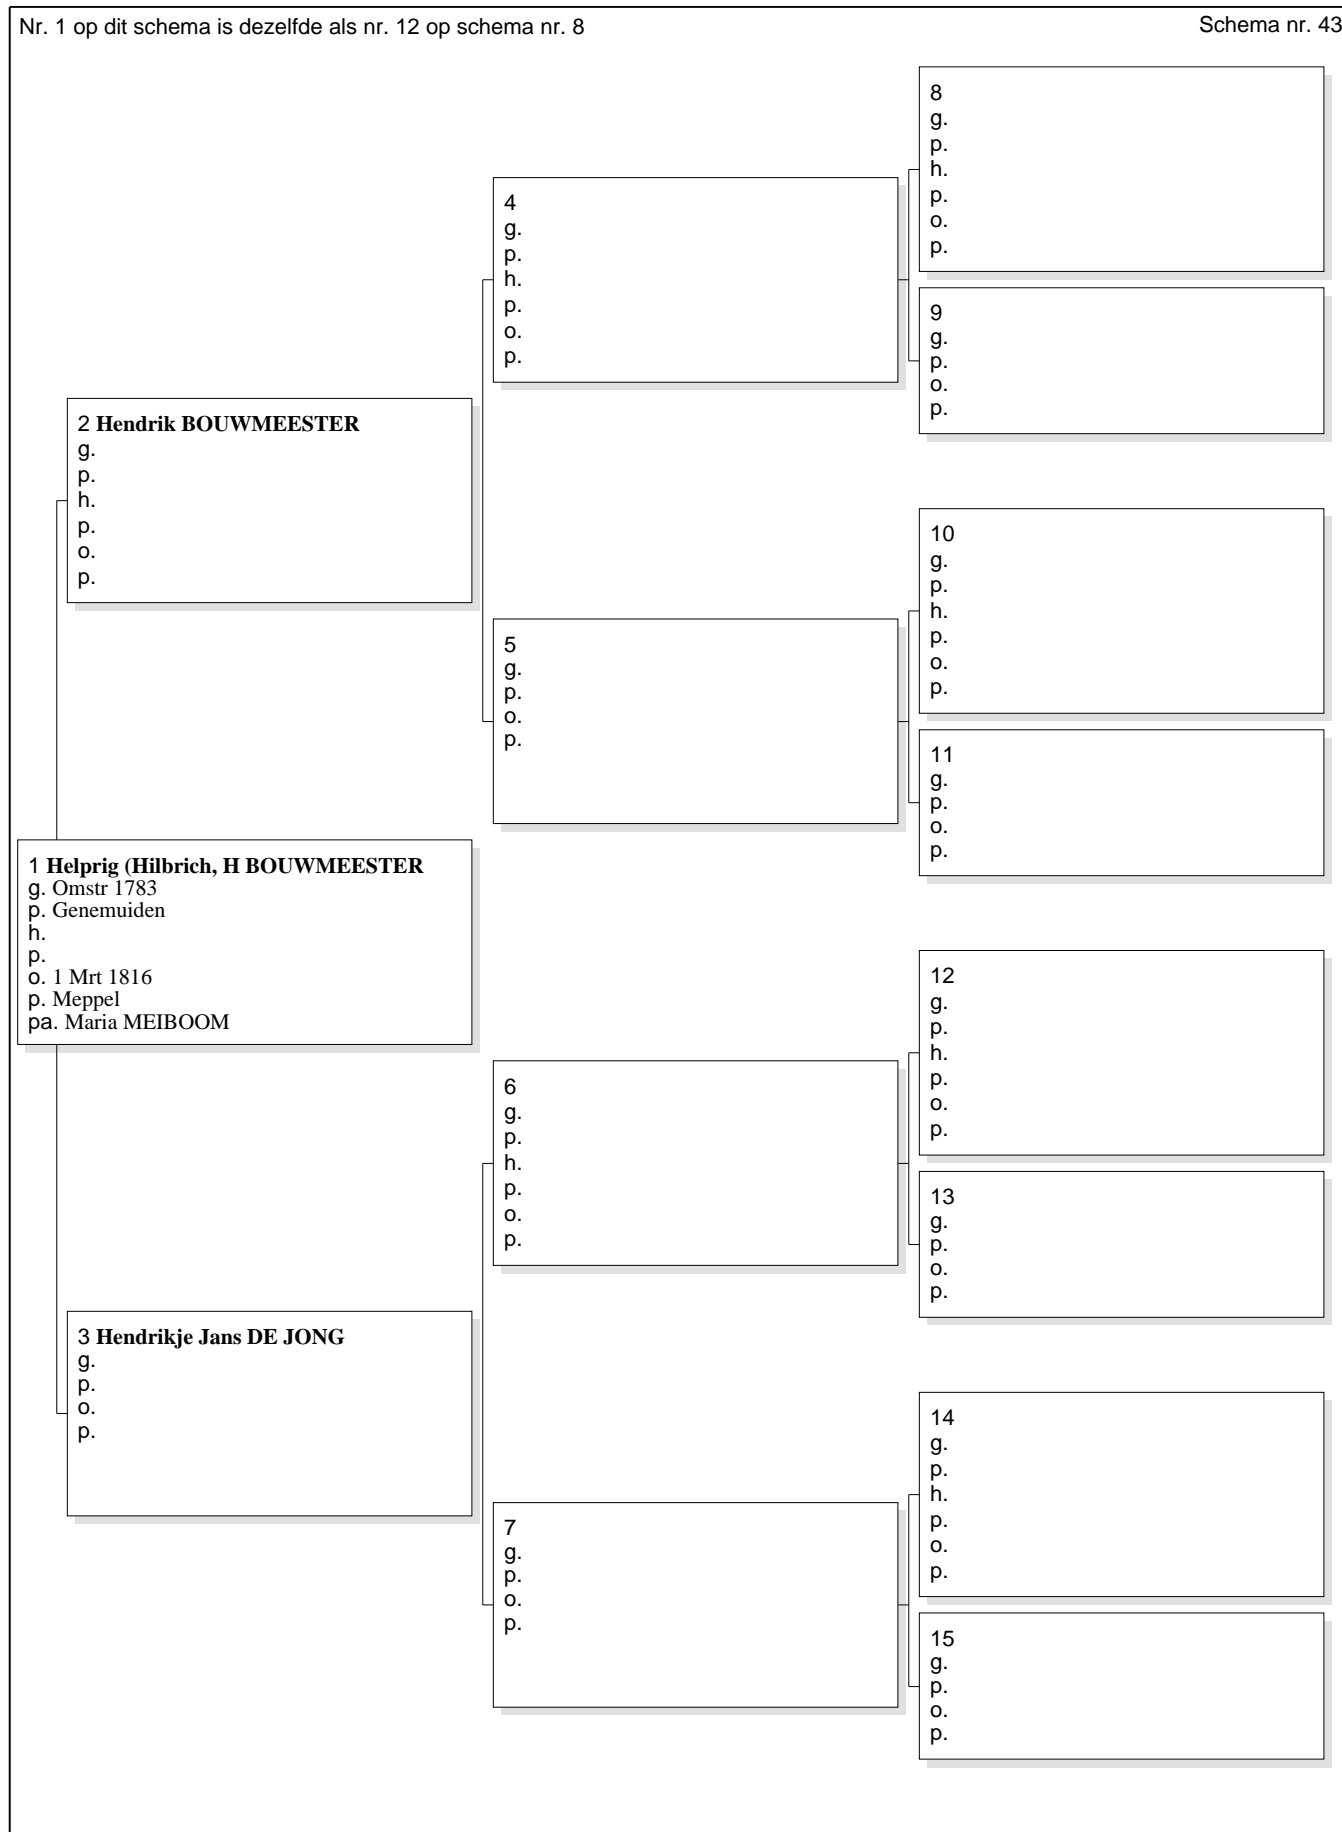 Nr. 1 op dit schema is dezelfde als nr. 12 op schema nr. 8
Schema nr. 43
8
g.
p.
h.
p.
o.
p.
4
g.
p.
h.
p.
o.
p.
9
g.
p.
o.
p.
2 Hendrik BOUWMEESTER
g.
p.
h.
p.
o.
p.
10
g.
p.
h.
p.
o.
p.
5
g.
p.
o.
p.
11
g.
p.
o.
p.
1 Helprig (Hilbrich, H BOUWMEESTER
g. Omstr 1783
p. Genemuiden
h.
p.
o. 1 Mrt 1816
p. Meppel
pa. Maria MEIBOOM
12
g.
p.
h.
p.
o.
p.
6
g.
p.
h.
p.
o.
p.
13
g.
p.
o.
p.
3 Hendrikje Jans DE JONG
g.
p.
o.
p.
14
g.
p.
h.
p.
o.
p.
7
g.
p.
o.
p.
15
g.
p.
o.
p.